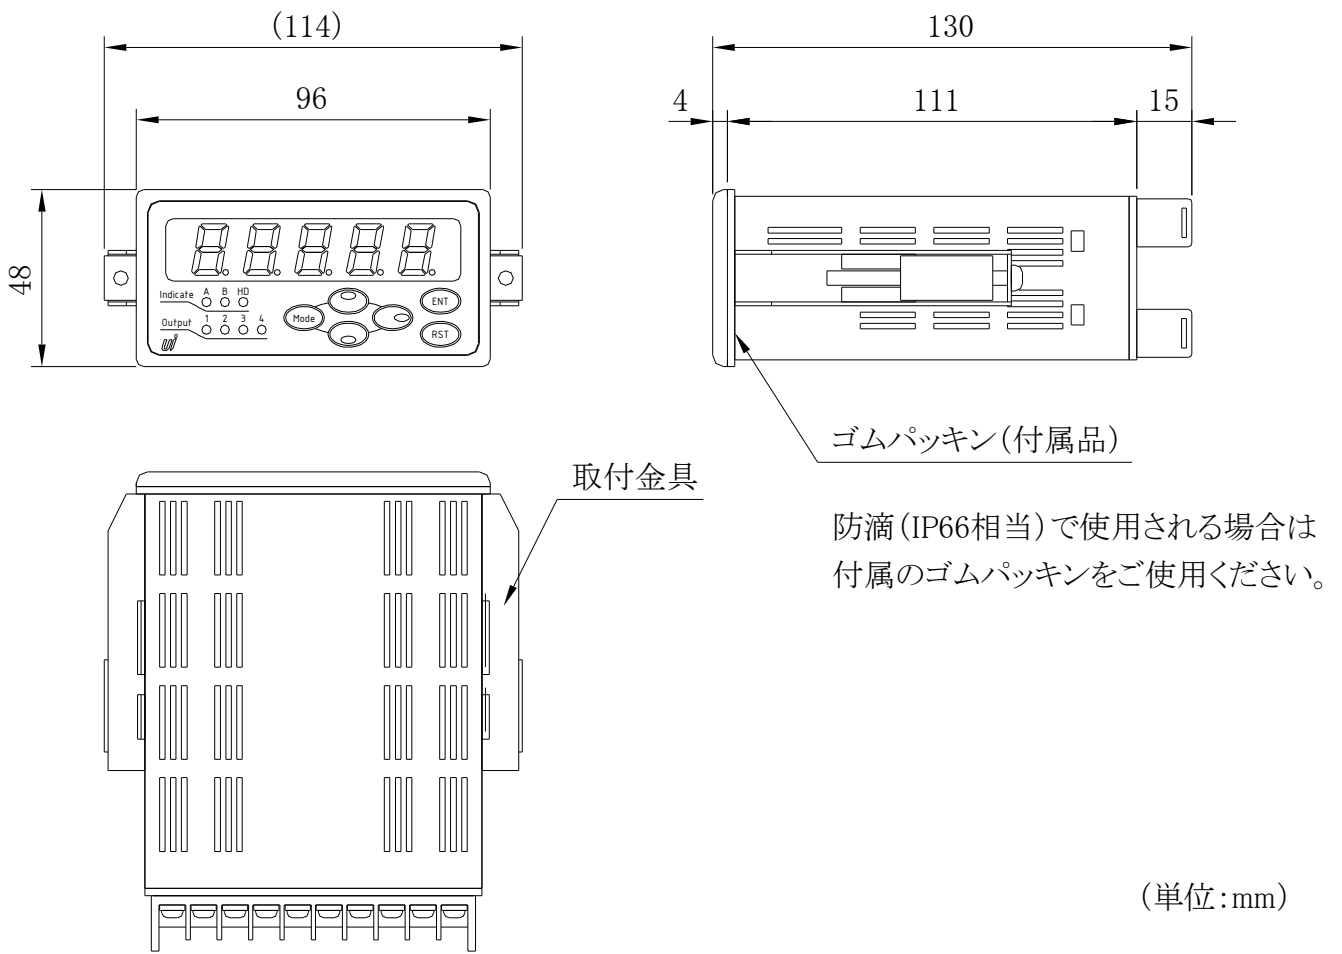 (114)
96
48
Indicate A B HD
Output 1 2 3 4
Mode
ENT
RST
130
4 111 15
ゴムパッキン(付属品)
取付金具
防滴(IP66相当)で使用される場合は
付属のゴムパッキンをご使用ください。
(単位:mm)